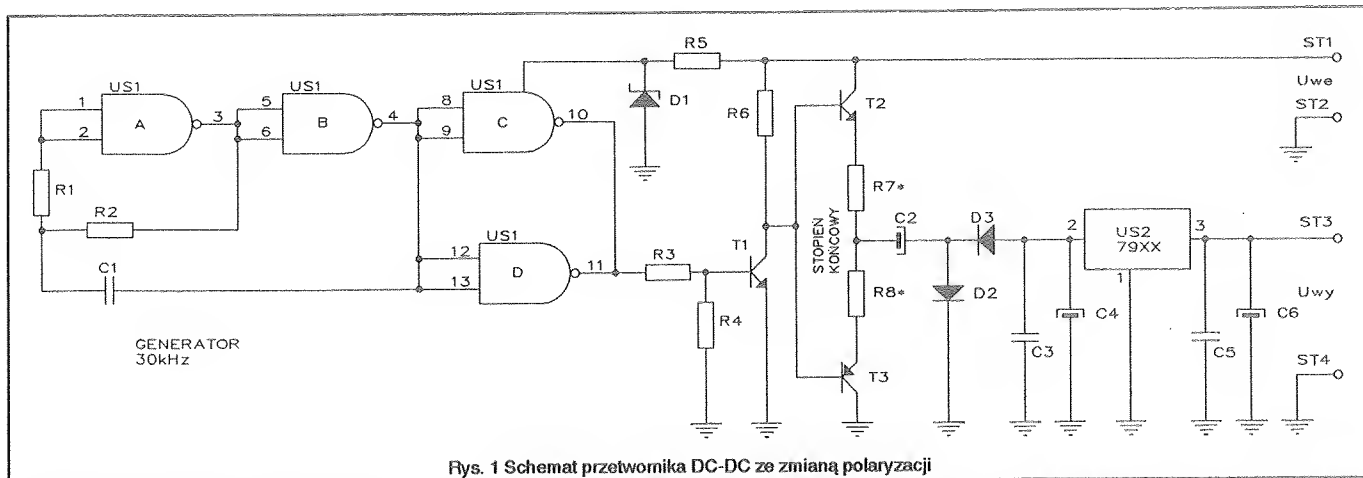 US1
1
2
A
3
R1
R2
C1
GENERATOR
30kHz
US1
5
6
B
4
US1
8
9
C
10
US1
12
13
D
11
D1
R5
R3
R4
R6
T1
T2
R7*
STOPIEŃ
KOŃCOWY
R8*
T3
C2
D2
D3
C3
C4
2
US2
79XX
3
1
C5
C6
ST1
Uwe
ST2
ST3
Uwy
ST4
Rys. 1 Schemat przetwornika DC-DC ze zmianą polaryzacji